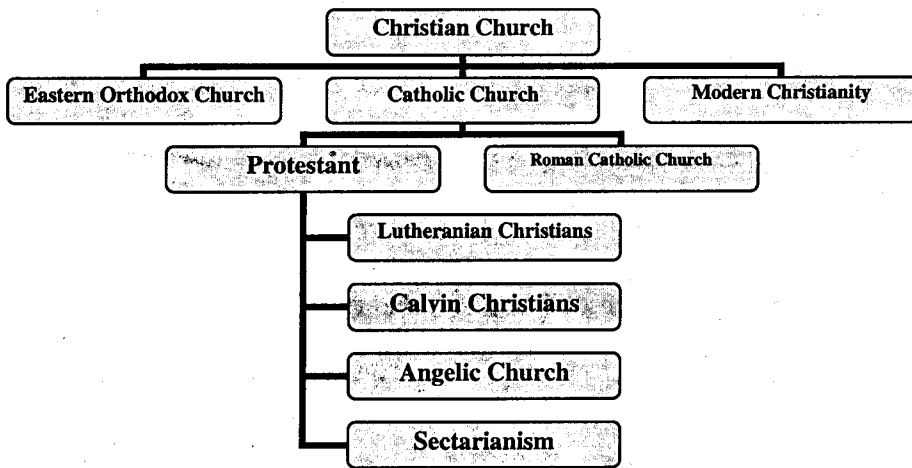 Christian Church
Eastern Orthodox Church
Catholic Church
Modern Christianity
Protestant
Roman Catholic Church
Lutheranian Christians
Calvin Christians
Angelic Church
Sectarianism